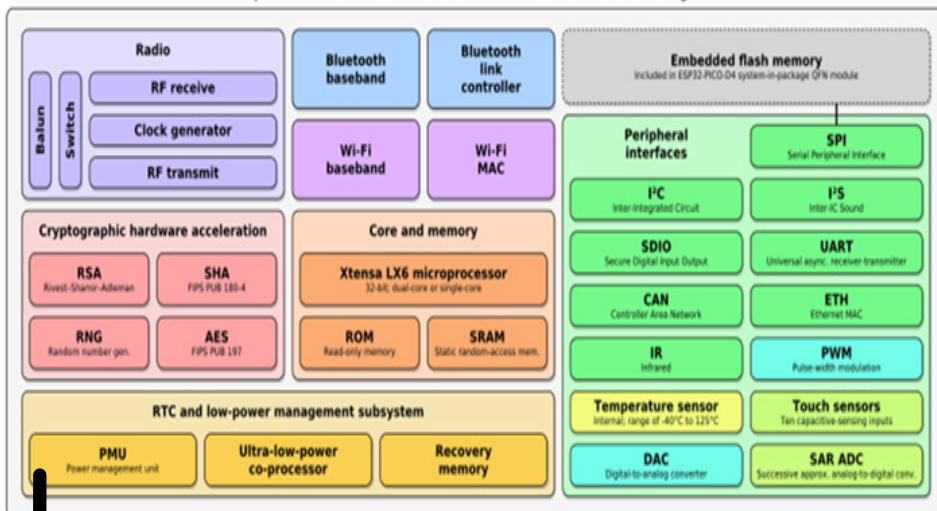 Radio
Balun
Switch
RF receive
Clock generator
RF transmit
Bluetooth
baseband
Bluetooth
link
controller
Wi-Fi
baseband
Wi-Fi
MAC
Embedded flash memory
Included in ESP32-PICO-D4 system-in-package QFN module
Peripheral
interfaces
SPI
Serial Peripheral Interface
I²C
Inter-Integrated Circuit
I²S
Inter-IC Sound
SDIO
Secure Digital Input Output
UART
Universal async. receiver-transmitter
CAN
Controller Area Network
ETH
Ethernet MAC
IR
Infrared
PWM
Pulse-width modulation
Temperature sensor
Internal; range of -40°C to 125°C
Touch sensors
Ten capacitive-sensing inputs
DAC
Digital-to-analog converter
SAR ADC
Successive approx. analog-to-digital conv.
Cryptographic hardware acceleration
RSA
Rivest-Shamir-Adleman
SHA
FIPS PUB 180-4
RNG
Random number gen.
AES
FIPS PUB 197
Core and memory
Xtensa LX6 microprocessor
32-bit; dual-core or single-core
ROM
Read-only memory
SRAM
Static random-access mem.
RTC and low-power management subsystem
PMU
Power management unit
Ultra-low-power
co-processor
Recovery
memory